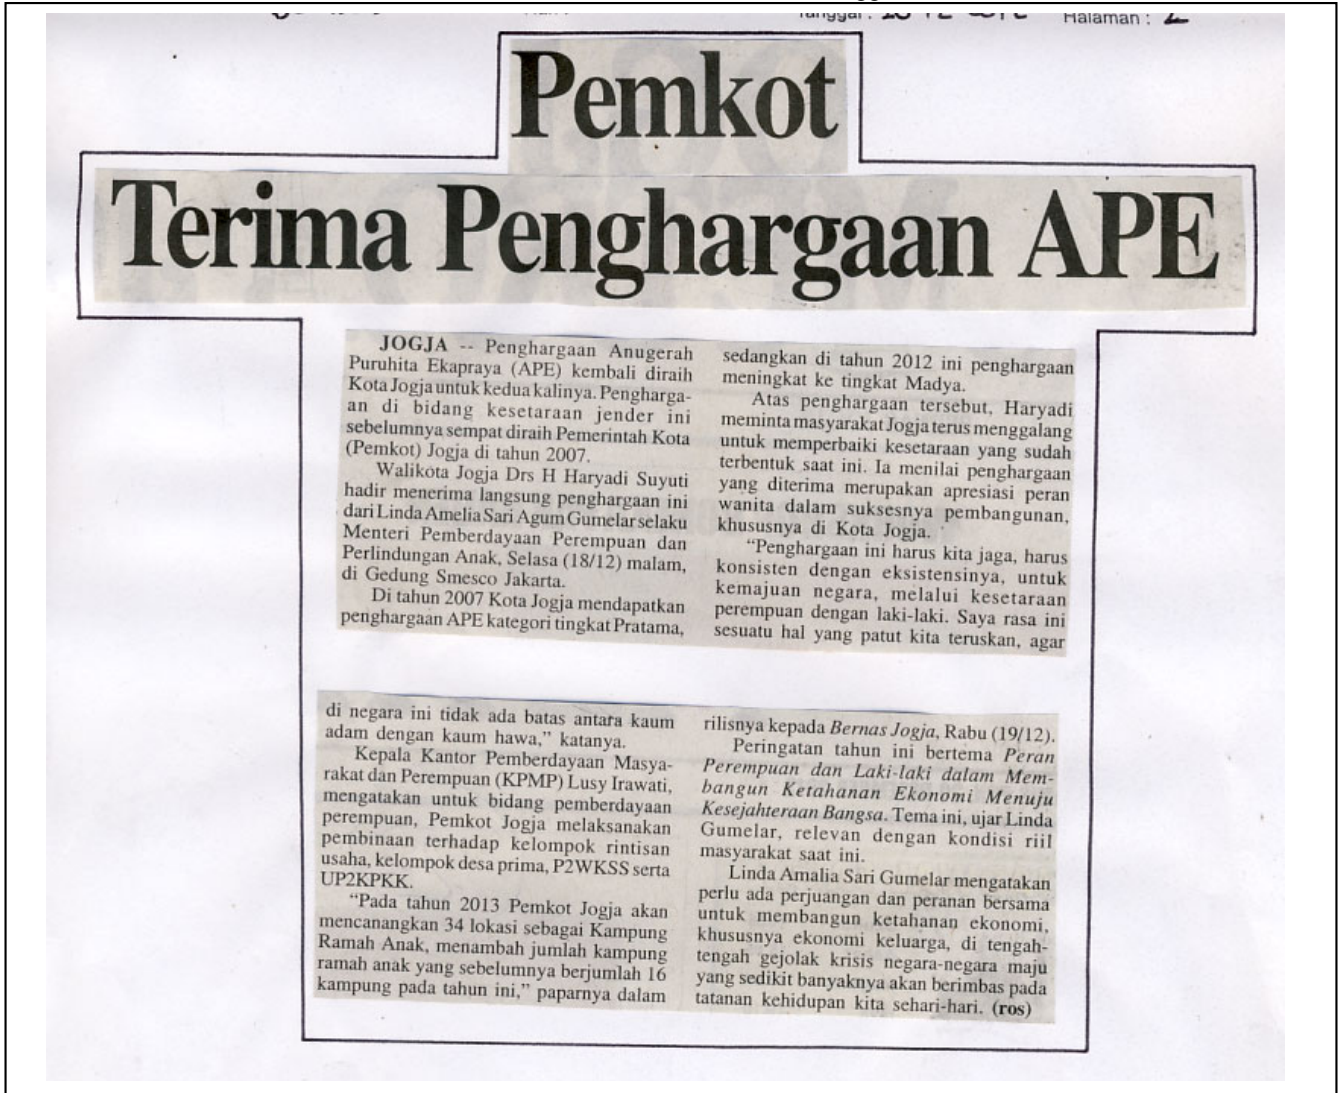 Halaman : 2
Pemkot
Terima Penghargaan APE
JOGJA -- Penghargaan Anugerah
Puruhita Ekapraya (APE) kembali diraih
Kota Jogja untuk kedua kalinya. Pengharga-
an di bidang kesetaraan jender ini
sebelumnya sempat diraih Pemerintah Kota
(Pemkot) Jogja di tahun 2007.
Walikota Jogja Drs H Haryadi Suyuti
hadir menerima langsung penghargaan ini
dari Linda Amelia Sari Agum Gumelar selaku
Menteri Pemberdayaan Perempuan dan
Perlindungan Anak, Selasa (18/12) malam,
di Gedung Smesco Jakarta.
Di tahun 2007 Kota Jogja mendapatkan
penghargaan APE kategori tingkat Pratama,
sedangkan di tahun 2012 ini penghargaan
meningkat ke tingkat Madya.
Atas penghargaan tersebut, Haryadi
meminta masyarakat Jogja terus menggalang
untuk memperbaiki kesetaraan yang sudah
terbentuk saat ini. Ia menilai penghargaan
yang diterima merupakan apresiasi peran
wanita dalam suksesnya pembangunan,
khususnya di Kota Jogja.
"Penghargaan ini harus kita jaga, harus
konsisten dengan eksistensinya, untuk
kemajuan negara, melalui kesetaraan
perempuan dengan laki-laki. Saya rasa ini
sesuatu hal yang patut kita teruskan, agar
di negara ini tidak ada batas antara kaum
adam dengan kaum hawa," katanya.
Kepala Kantor Pemberdayaan Masya-
rakat dan Perempuan (KPMP) Lusy Irawati,
mengatakan untuk bidang pemberdayaan
perempuan, Pemkot Jogja melaksanakan
pembinaan terhadap kelompok rintisan
usaha, kelompok desa prima, P2WKSS serta
UP2KPKK.
"Pada tahun 2013 Pemkot Jogja akan
mencanangkan 34 lokasi sebagai Kampung
Ramah Anak, menambah jumlah kampung
ramah anak yang sebelumnya berjumlah 16
kampung pada tahun ini," paparnya dalam
rilisnya kepada Bernas Jogja, Rabu (19/12).
Peringatan tahun ini bertema Peran
Perempuan dan Laki-laki dalam Mem-
bangun Ketahanan Ekonomi Menuju
Kesejahteraan Bangsa. Tema ini, ujar Linda
Gumelar, relevan dengan kondisi riil
masyarakat saat ini.
Linda Amalia Sari Gumelar mengatakan
perlu ada perjuangan dan peranan bersama
untuk membangun ketahanan ekonomi,
khususnya ekonomi keluarga, di tengah-
tengah gejolak krisis negara-negara maju
yang sedikit banyaknya akan berimbas pada
tatanan kehidupan kita sehari-hari. (ros)